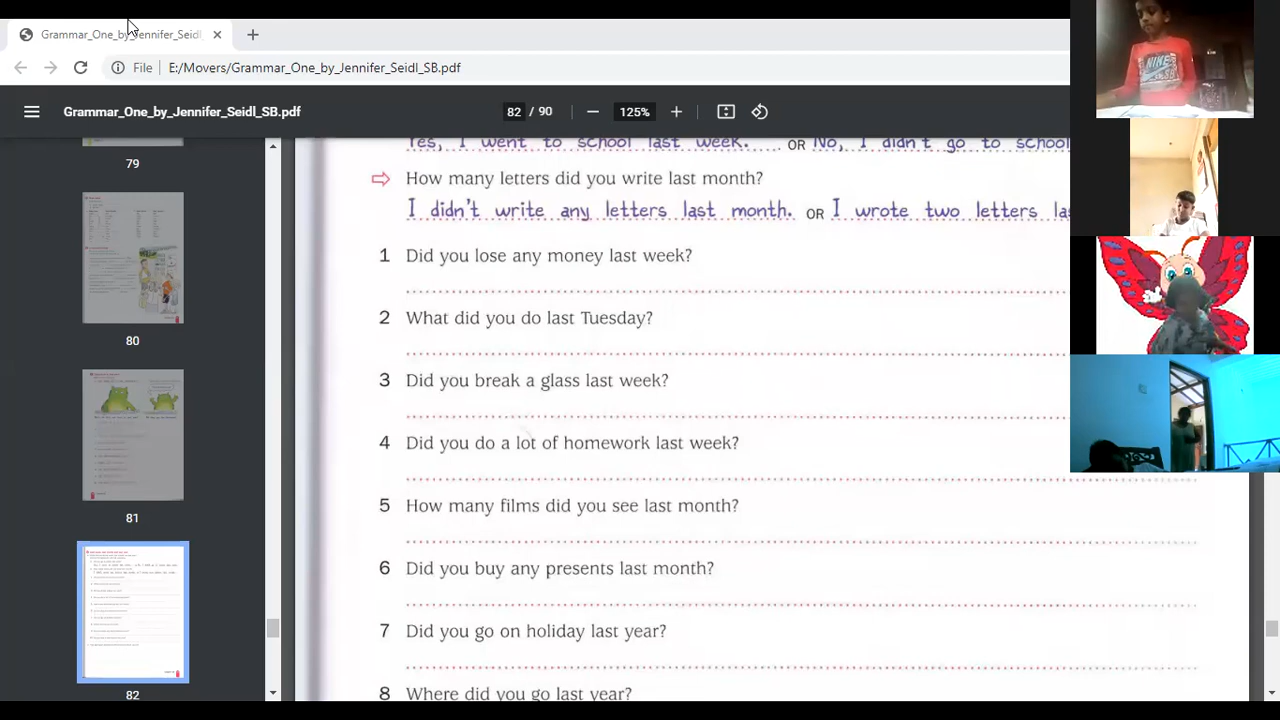 Grammar_One_by_Jennifer_Seidl
File E:/Movers/Grammar_One_by_Jennifer_Seidl_SB.pdf
Grammar_One_by_Jennifer_Seidl_SB.pdf
82 / 90
125%
79
80
81
82
Yes, I went to school last week. OR No, I didn't go to school
How many letters did you write last month?
I didn't write any letters last month. OR I wrote two letters
1 Did you lose any money last week?
2 What did you do last Tuesday?
3 Did you break a glass last week?
4 Did you do a lot of homework last week?
5 How many films did you see last month?
6 Did you buy any presents last month?
7 Did you go on holiday last year?
8 Where did you go last year?
NIKE